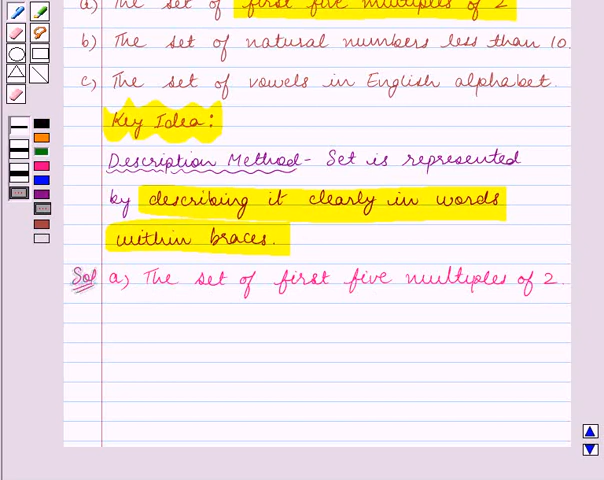 a) The set of first five multiples of 2
b) The set of natural numbers less than 10.
c) The set of vowels in English alphabet.
Key Idea:
Description Method - Set is represented
by describing it clearly in words
within braces.
Sol a) The set of first five multiples of 2.